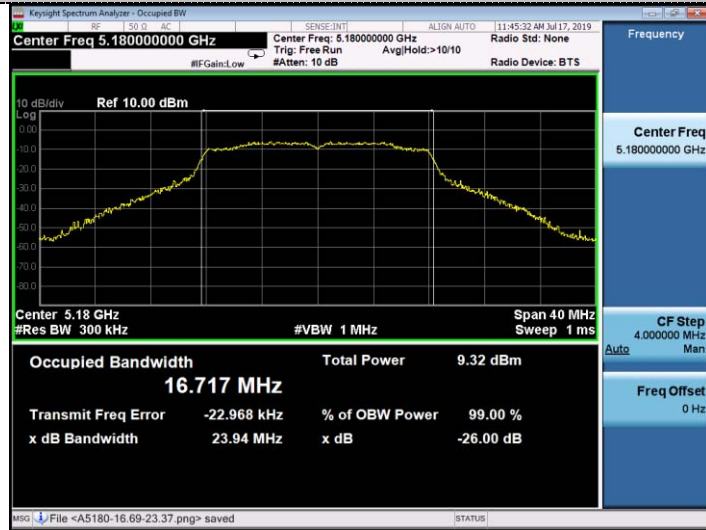 Keysight Spectrum Analyzer - Occupied BW
RF 50 Ω AC SENSE:INT ALIGN AUTO 11:45:32 AM Jul 17, 2019
Center Freq 5.180000000 GHz Center Freq: 5.180000000 GHz Radio Std: None
Trig: Free Run Avg|Hold:>10/10
#IFGain:Low #Atten: 10 dB Radio Device: BTS
10 dB/div Ref 10.00 dBm
Log
0.00
-10.0
-20.0
-30.0
-40.0
-50.0
-60.0
-80.0
Center 5.18 GHz Span 40 MHz
#Res BW 300 kHz #VBW 1 MHz Sweep 1 ms
Occupied Bandwidth Total Power 9.32 dBm
16.717 MHz
Transmit Freq Error -22.968 kHz % of OBW Power 99.00 %
x dB Bandwidth 23.94 MHz x dB -26.00 dB
MSG File <A5180-16.69-23.37.png> saved STATUS
Frequency
Center Freq
5.180000000 GHz
CF Step
4.000000 MHz
Auto Man
Freq Offset
0 Hz